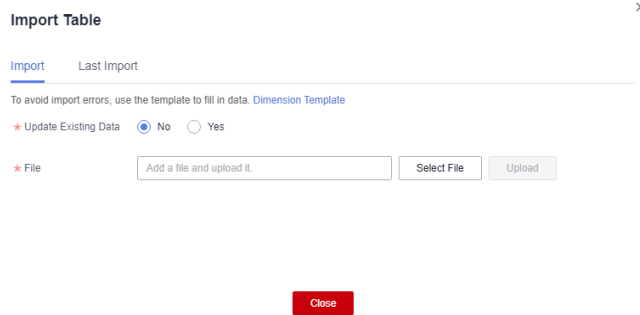 Import Table
Import Last Import
To avoid import errors, use the template to fill in data. Dimension Template
* Update Existing Data No Yes
* File Add a file and upload it. Select File Upload
Close